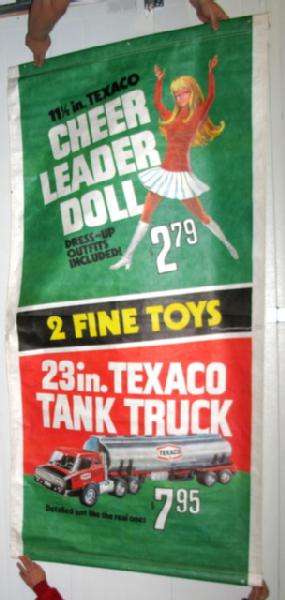 11½ in. TEXACO
CHEER
LEADER
DOLL
DRESS-UP
OUTFITS
INCLUDED!
$2 79
2 FINE TOYS
23in. TEXACO
TANK TRUCK
TEXACO
Detailed just like the real ones
$7 95